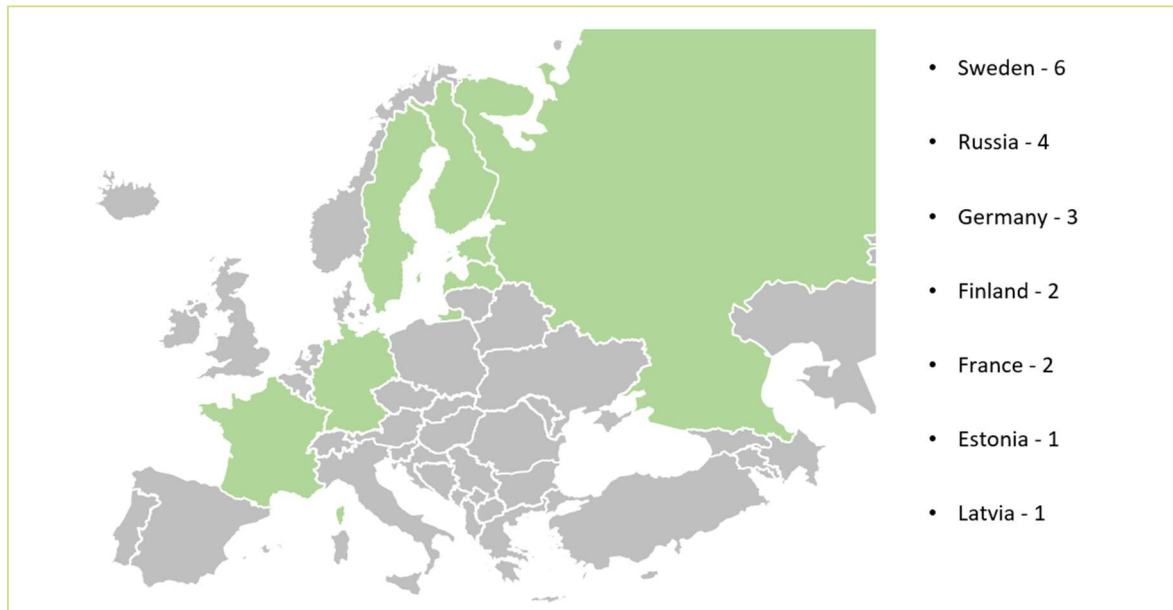 • Sweden - 6
• Russia - 4
• Germany - 3
• Finland - 2
• France - 2
• Estonia - 1
• Latvia - 1